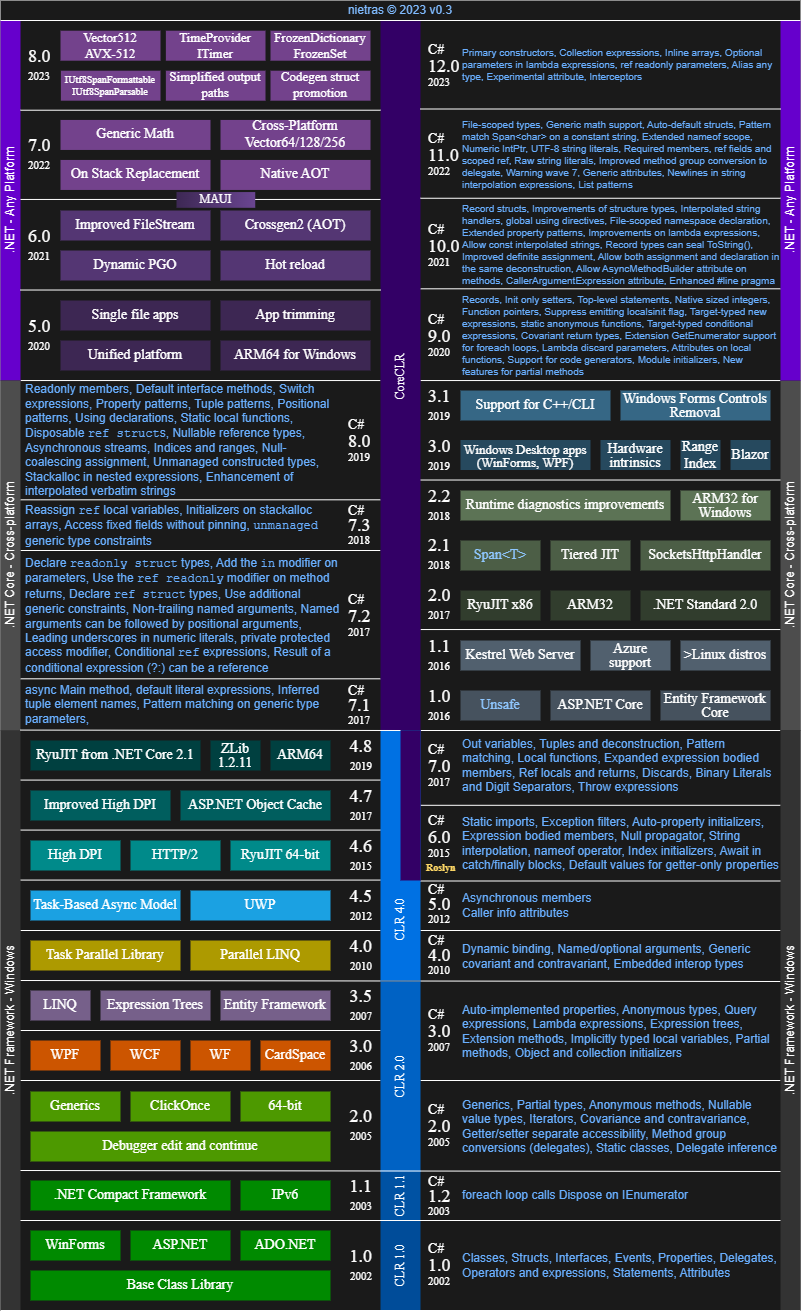 nietras © 2023 v0.3
.NET - Any Platform
8.0
2023
Vector512
AVX-512
TimeProvider
ITimer
FrozenDictionary
FrozenSet
IUtf8SpanFormattable
IUtf8SpanParsable
Simplified output
paths
Codegen struct
promotion
7.0
2022
Generic Math
Cross-Platform
Vector64/128/256
On Stack Replacement
Native AOT
MAUI
6.0
2021
Improved FileStream
Crossgen2 (AOT)
Dynamic PGO
Hot reload
5.0
2020
Single file apps
App trimming
Unified platform
ARM64 for Windows
CoreCLR
C#
12.0
2023
Primary constructors, Collection expressions, Inline arrays, Optional
parameters in lambda expressions, ref readonly parameters, Alias any
type, Experimental attribute, Interceptors
C#
11.0
2022
File-scoped types, Generic math support, Auto-default structs, Pattern
match Span<char> on a constant string, Extended nameof scope,
Numeric IntPtr, UTF-8 string literals, Required members, ref fields and
scoped ref, Raw string literals, Improved method group conversion to
delegate, Warning wave 7, Generic attributes, Newlines in
string interpolation expressions, List patterns
C#
10.0
2021
Record structs, Improvements of structure types, Interpolated string
handlers, global using directives, File-scoped namespace declaration,
Extended property patterns, Improvements on lambda expressions,
Allow const interpolated strings, Record types can seal ToString(),
Improved definite assignment, Allow both assignment and declaration in
the same deconstruction, Allow AsyncMethodBuilder attribute on
methods, CallerArgumentExpression attribute, Enhanced #line pragma
C#
9.0
2020
Records, Init only setters, Top-level statements, Native sized integers,
Function pointers, Suppress emitting localsinit flag, Target-typed new
expressions, static anonymous functions, Target-typed conditional
expressions, Covariant return types, Extension GetEnumerator support
for foreach loops, Lambda discard parameters, Attributes on local
functions, Support for code generators, Module initializers, New
features for partial methods
.NET - Any Platform
.NET Core - Cross-platform
Readonly members, Default interface methods, Switch
expressions, Property patterns, Tuple patterns, Positional
patterns, Using declarations, Static local functions,
Disposable ref structs, Nullable reference types,
Asynchronous streams, Indices and ranges, Null-
coalescing assignment, Unmanaged constructed types,
Stackalloc in nested expressions, Enhancement of
interpolated verbatim strings
C#
8.0
2019
Reassign ref local variables, Initializers on stackalloc
arrays, Access fixed fields without pinning, unmanaged
generic type constraints
C#
7.3
2018
Declare readonly struct types, Add the in modifier on
parameters, Use the ref readonly modifier on method
returns, Declare ref struct types, Use additional
generic constraints, Non-trailing named arguments, Named
arguments can be followed by positional arguments,
Leading underscores in numeric literals, private protected
access modifier, Conditional ref expressions, Result of
a conditional expression (?:) can be a reference
C#
7.2
2017
async Main method, default literal expressions, Inferred
tuple element names, Pattern matching on generic type
parameters,
C#
7.1
2017
3.1
2019
Support for C++/CLI
Windows Forms Controls
Removal
3.0
2019
Windows Desktop apps
(WinForms, WPF)
Hardware
intrinsics
Range
Index
Blazor
2.2
2018
Runtime diagnostics improvements
ARM32 for
Windows
2.1
2018
Span<T>
Tiered JIT
SocketsHttpHandler
2.0
2017
RyuJIT x86
ARM32
.NET Standard 2.0
1.1
2016
Kestrel Web Server
Azure
support
>Linux distros
1.0
2016
Unsafe
ASP.NET Core
Entity Framework
Core
.NET Core - Cross-platform
.NET Framework - Windows
RyuJIT from .NET Core 2.1
ZLib
1.2.11
ARM64
4.8
2019
Improved High DPI
ASP.NET Object Cache
4.7
2017
High DPI
HTTP/2
RyuJIT 64-bit
4.6
2015
Task-Based Async Model
UWP
4.5
2012
Task Parallel Library
Parallel LINQ
4.0
2010
LINQ
Expression Trees
Entity Framework
3.5
2007
WPF
WCF
WF
CardSpace
3.0
2006
Generics
ClickOnce
64-bit
Debugger edit and continue
2.0
2005
.NET Compact Framework
IPv6
1.1
2003
WinForms
ASP.NET
ADO.NET
Base Class Library
1.0
2002
CLR 4.0
CLR 2.0
CLR 1.1
CLR 1.0
C#
7.0
2017
Out variables, Tuples and deconstruction, Pattern
matching, Local functions, Expanded expression bodied
members, Ref locals and returns, Discards, Binary Literals
and Digit Separators, Throw expressions
C#
6.0
2015
Roslyn
Static imports, Exception filters, Auto-property initializers,
Expression bodied members, Null propagator, String
interpolation, nameof operator, Index initializers, Await in
catch/finally blocks, Default values for getter-only properties
C#
5.0
2012
Asynchronous members
Caller info attributes
C#
4.0
2010
Dynamic binding, Named/optional arguments, Generic
covariant and contravariant, Embedded interop types
C#
3.0
2007
Auto-implemented properties, Anonymous types, Query
expressions, Lambda expressions, Expression trees,
Extension methods, Implicitly typed local variables, Partial
methods, Object and collection initializers
C#
2.0
2005
Generics, Partial types, Anonymous methods, Nullable
value types, Iterators, Covariance and contravariance,
Getter/setter separate accessibility, Method group
conversions (delegates), Static classes, Delegate inference
C#
1.2
2003
foreach loop calls Dispose on IEnumerator
C#
1.0
2002
Classes, Structs, Interfaces, Events, Properties, Delegates,
Operators and expressions, Statements, Attributes
.NET Framework - Windows